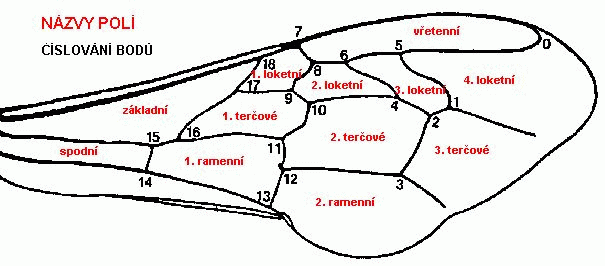 NÁZVY POLÍ
ČÍSLOVÁNÍ BODŮ
vřetenní
7
0
5
6
18
8
1. loketní
2. loketní
3. loketní
4. loketní
17
9
10
4
1
2
základní
1. terčové
2. terčové
3. terčové
15
16
11
spodní
1. ramenní
14
12
3
13
2. ramenní